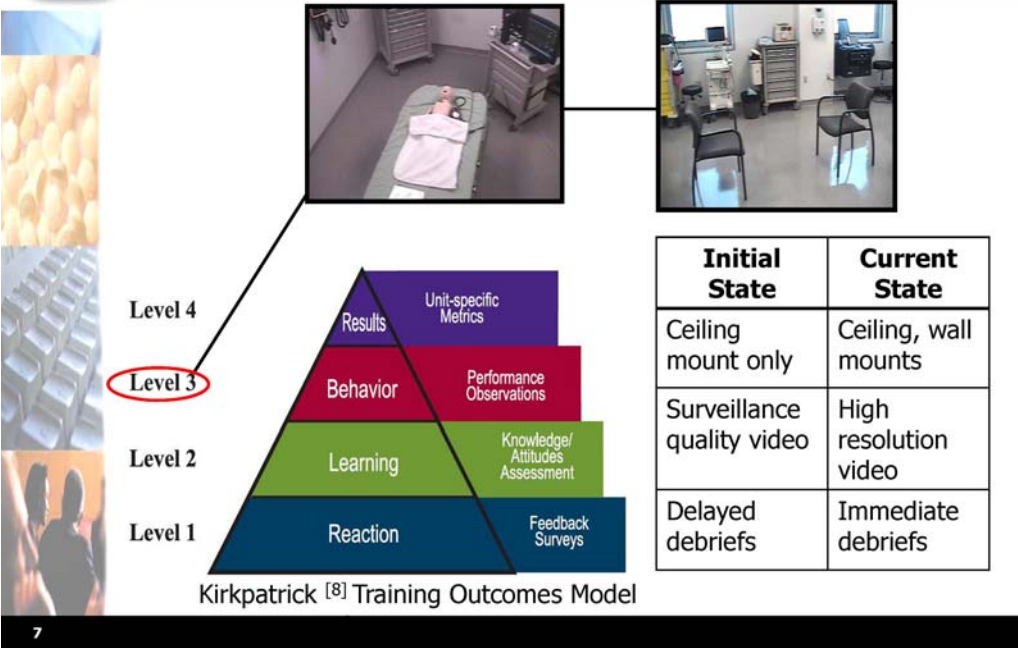 Level 4
Results
Unit-specific
Metrics
Level 3
Behavior
Performance
Observations
Level 2
Learning
Knowledge/
Attitudes
Assessment
Level 1
Reaction
Feedback
Surveys
Kirkpatrick [8] Training Outcomes Model
Initial
State
Current
State
Ceiling
mount only
Ceiling, wall
mounts
Surveillance
quality video
High
resolution
video
Delayed
debriefs
Immediate
debriefs
7